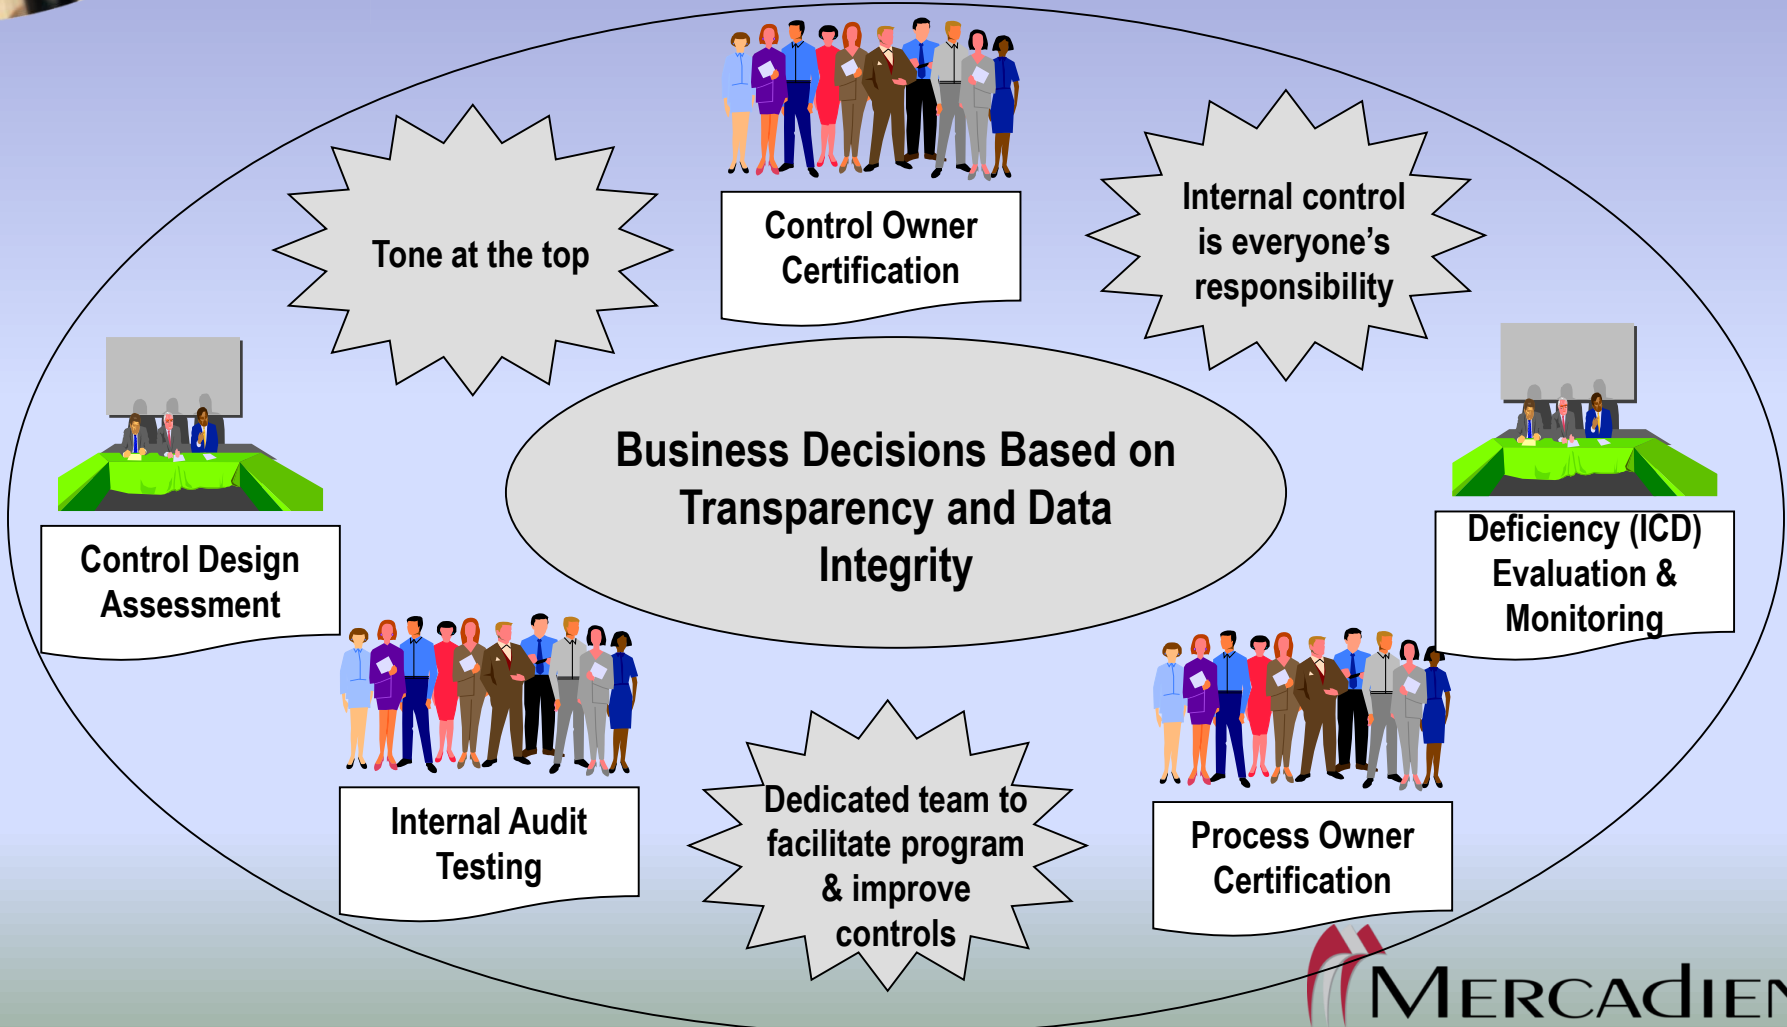 Tone at the top
Control Owner
Certification
Internal control
is everyone’s
responsibility
Business Decisions Based on
Transparency and Data
Integrity
Control Design
Assessment
Deficiency (ICD)
Evaluation &
Monitoring
Internal Audit
Testing
Dedicated team to
facilitate program
& improve
controls
Process Owner
Certification
MERCAdIEN